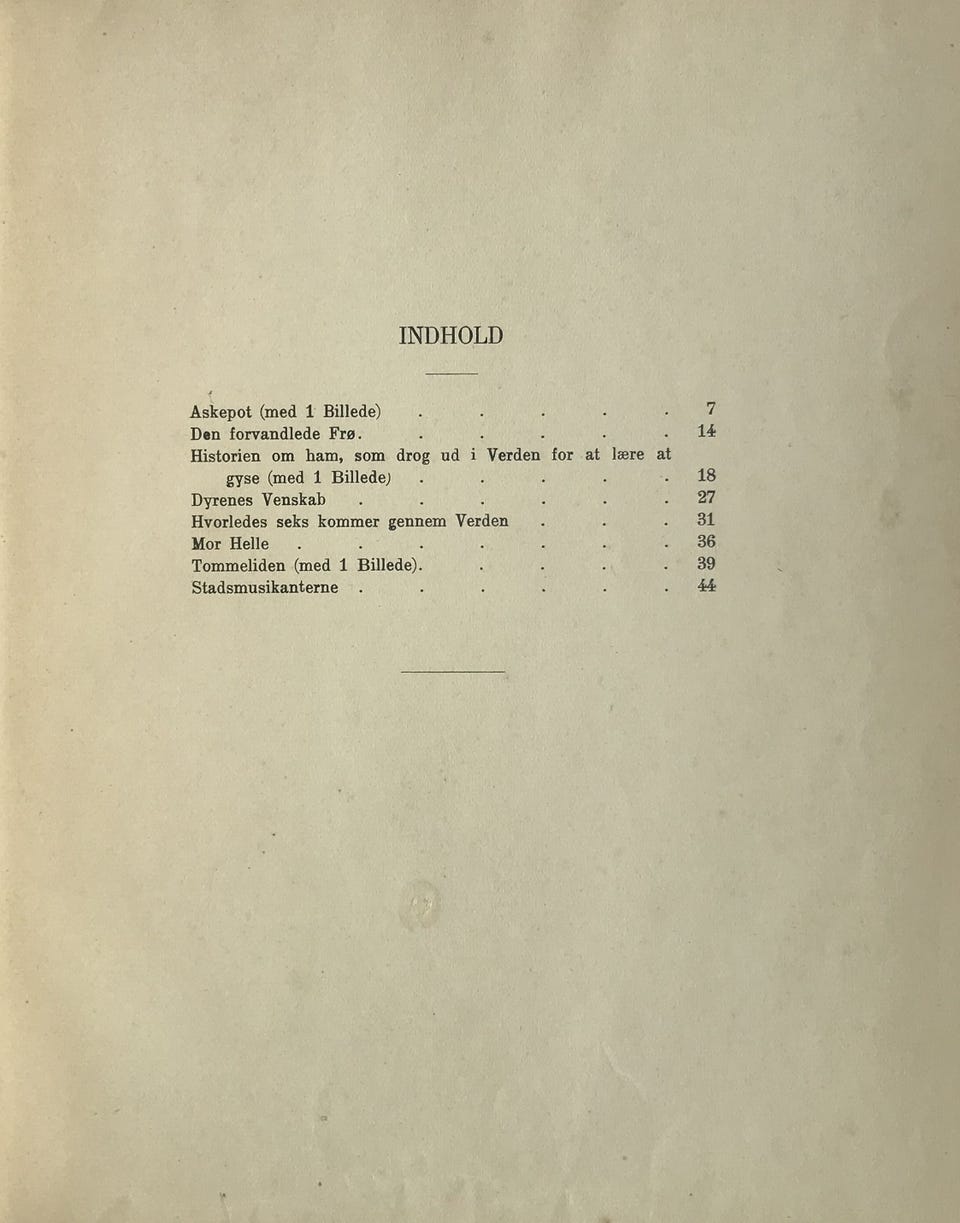 INDHOLD
Askepot (med 1 Billede) . . . . . 7
Den forvandlede Frø. . . . . . 14
Historien om ham, som drog ud i Verden for at lære at
gyse (med 1 Billede) . . . . . 18
Dyrenes Venskab . . . . . . 27
Hvorledes seks kommer gennem Verden . . . 31
Mor Helle . . . . . . . 36
Tommeliden (med 1 Billede). . . . . 39
Stadsmusikanterne . . . . . . 44